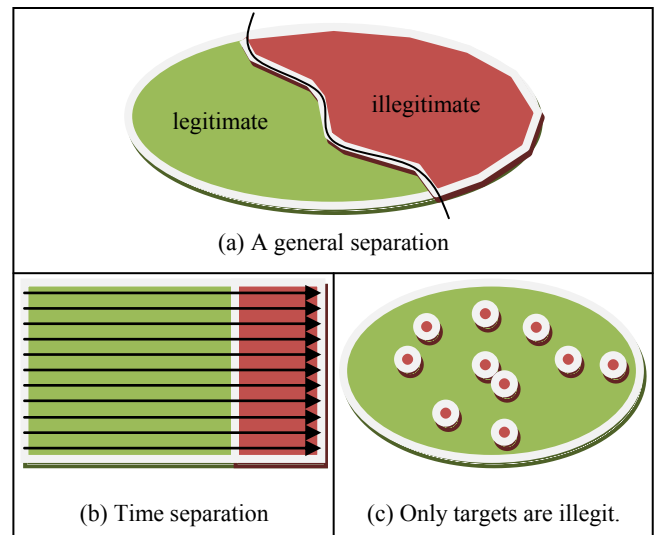 legitimate
illegitimate
(a) A general separation
(b) Time separation
(c) Only targets are illegit.